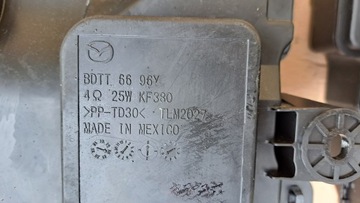 BDTT 66 96Y
4Ω 25W KF380
>PP-TD30< TLM2027
MADE IN MEXICO